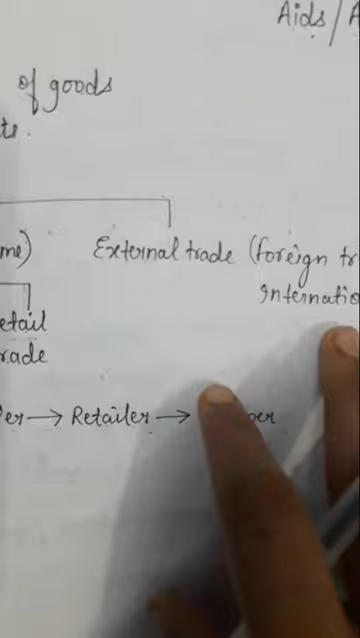 Aids/A
of goods
ts.
me) External trade (foreign tr
Internatio
etail
rade
er → Retailer →